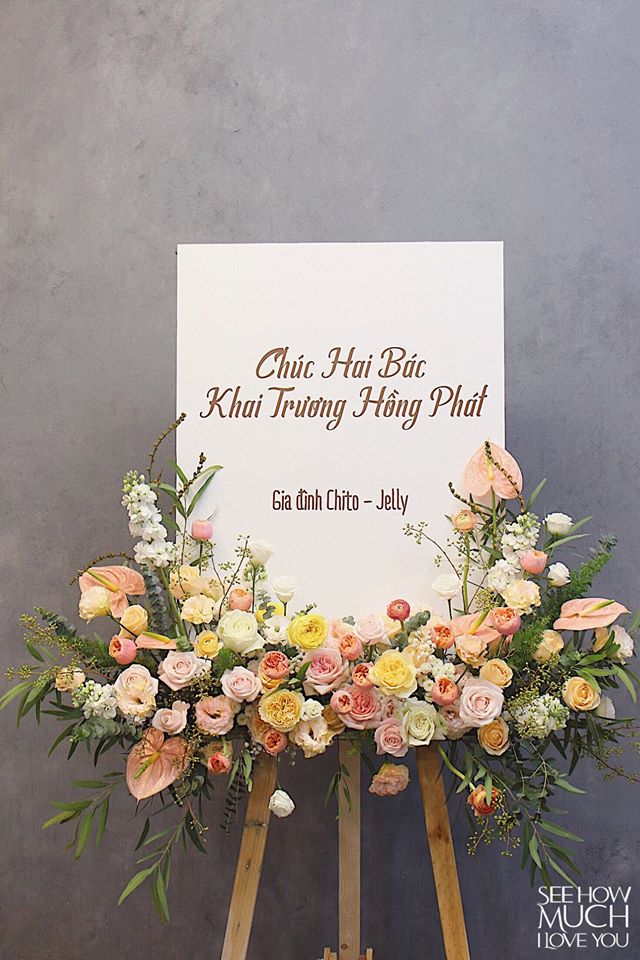 Chúc Hai Bác
Khai Trương Hồng Phát
Gia đình Chito – Jelly
SEE HOW
MUCH
I LOVE YOU